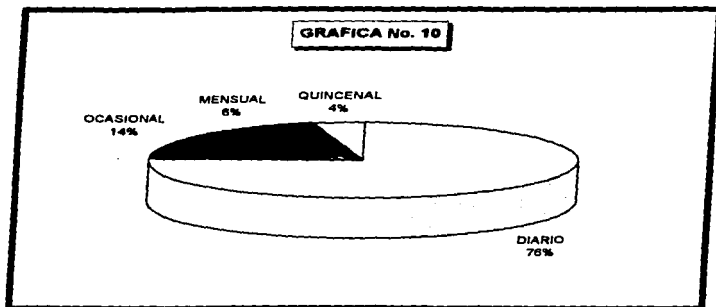 GRAFICA No. 10
QUINCENAL
4%
MENSUAL
6%
OCASIONAL
14%
DIARIO
76%